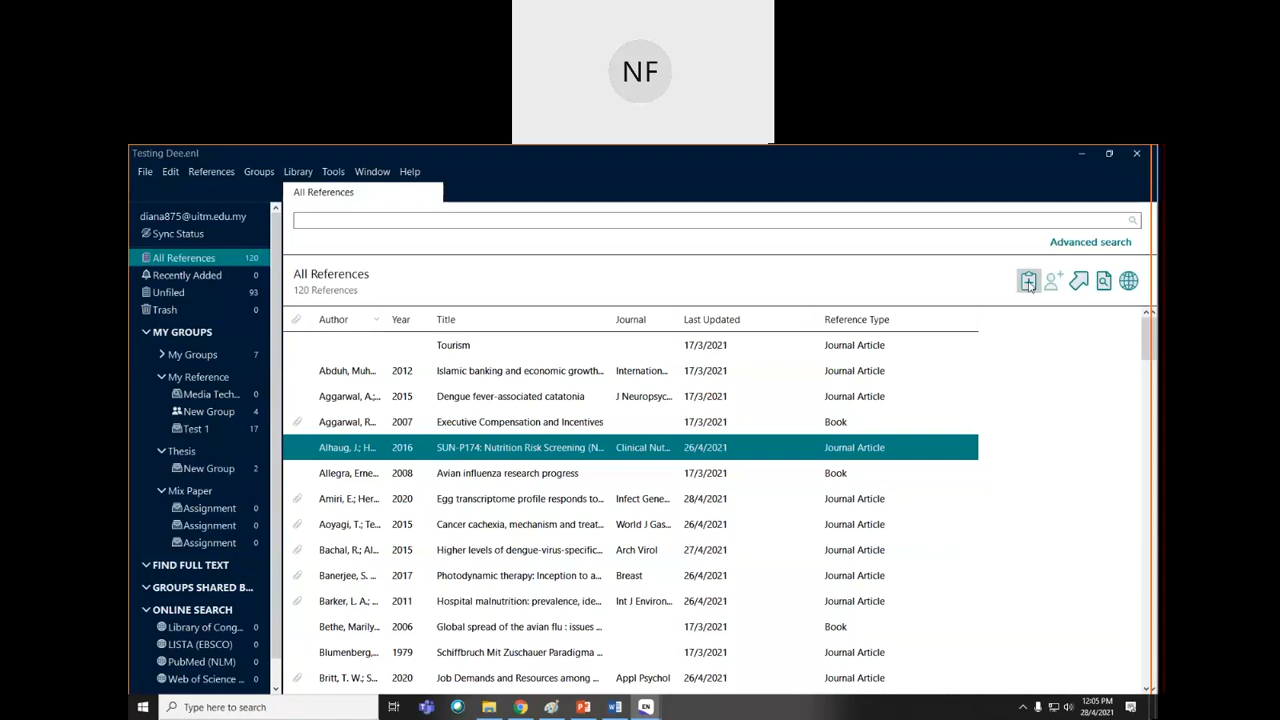 NF
Testing Dee.enl
File Edit References Groups Library Tools Window Help
All References
diana875@uitm.edu.my
Sync Status
All References 120
Recently Added 0
Unfiled 93
Trash 0
MY GROUPS
My Groups 7
My Reference
Media Tech... 0
New Group 4
Test 1 17
Thesis
New Group 2
Mix Paper
Assignment 0
Assignment 0
Assignment 0
FIND FULL TEXT
GROUPS SHARED B...
ONLINE SEARCH
Library of Cong... 0
LISTA (EBSCO) 0
PubMed (NLM) 0
Web of Science ... 0
Advanced search
All References
120 References
Author Year Title Journal Last Updated Reference Type
Tourism 17/3/2021 Journal Article
Abduh, Muh... 2012 Islamic banking and economic growth... Internation... 17/3/2021 Journal Article
Aggarwal, A.;... 2015 Dengue fever-associated catatonia J Neuropsyc... 17/3/2021 Journal Article
Aggarwal, R... 2007 Executive Compensation and Incentives 17/3/2021 Book
Alhaug, J.; H... 2016 SUN-P174: Nutrition Risk Screening (N... Clinical Nut... 26/4/2021 Journal Article
Allegra, Erne... 2008 Avian influenza research progress 17/3/2021 Book
Amiri, E.; Her... 2020 Egg transcriptome profile responds to... Infect Gene... 28/4/2021 Journal Article
Aoyagi, T.; Te... 2015 Cancer cachexia, mechanism and treat... World J Gas... 26/4/2021 Journal Article
Bachal, R.; Al... 2015 Higher levels of dengue-virus-specific... Arch Virol 27/4/2021 Journal Article
Banerjee, S. ... 2017 Photodynamic therapy: Inception to a... Breast 26/4/2021 Journal Article
Barker, L. A.; ... 2011 Hospital malnutrition: prevalence, ide... Int J Environ... 26/4/2021 Journal Article
Bethe, Marily... 2006 Global spread of the avian flu : issues ... 17/3/2021 Book
Blumenberg,... 1979 Schiffbruch Mit Zuschauer Paradigma ... 17/3/2021 Journal Article
Britt, T. W.; S... 2020 Job Demands and Resources among ... Appl Psychol 26/4/2021 Journal Article
Type here to search
EN
12:05 PM
28/4/2021